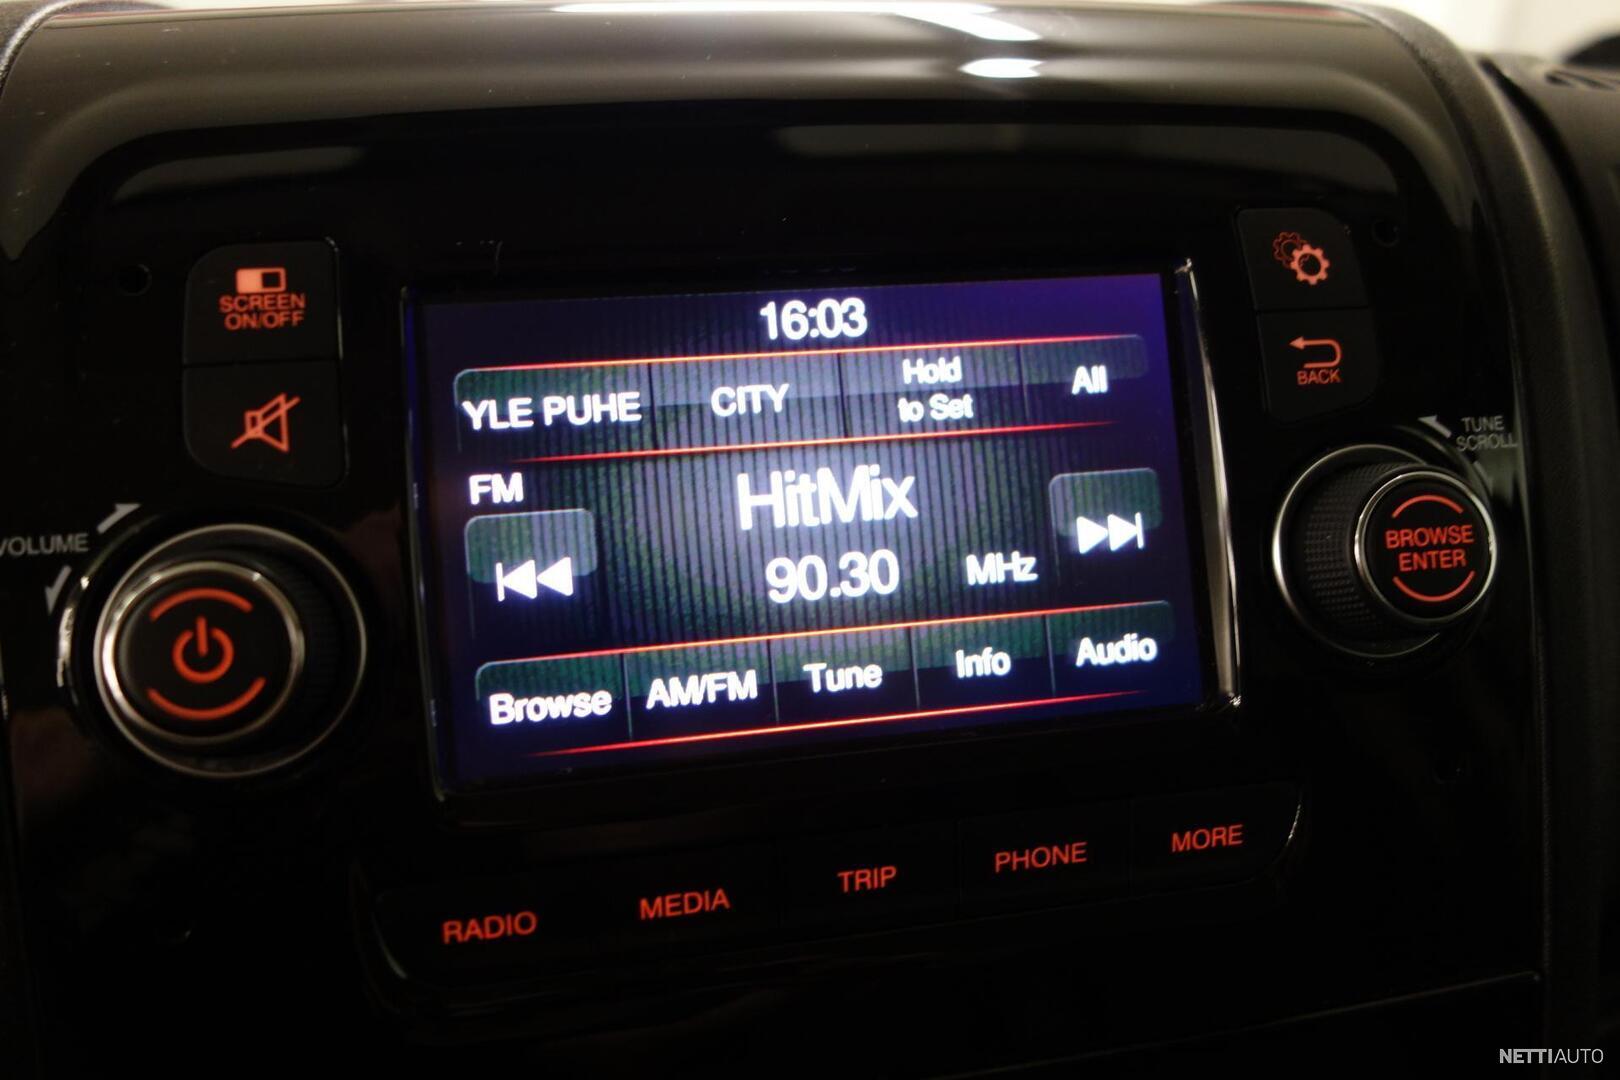 SCREEN
ON/OFF
16:03
YLE PUHE
CITY
Hold
to Set
All
BACK
TUNE
SCROLL
FM
HitMix
90.30 MHz
VOLUME
BROWSE
ENTER
Browse
AM/FM
Tune
Info
Audio
RADIO
MEDIA
TRIP
PHONE
MORE
NETTIAUTO